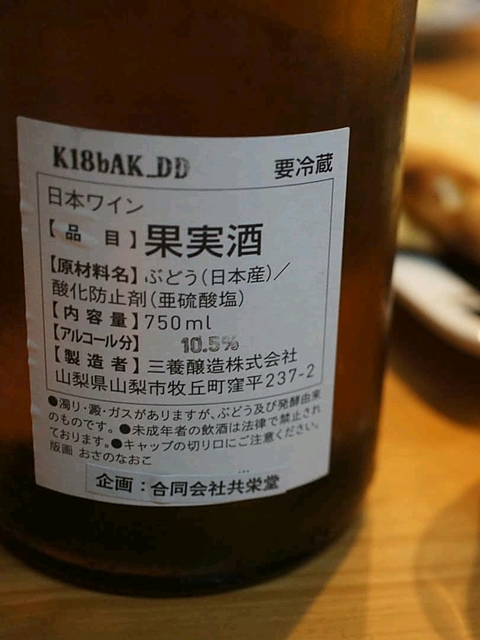 K18bAK_DD 要冷蔵
日本ワイン
【品目】果実酒
【原材料名】ぶどう(日本産)/
酸化防止剤(亜硫酸塩)
【内容量】750ml
【アルコール分】 10.5%
【製造者】三養醸造株式会社
山梨県山梨市牧丘町窪平237-2
●濁り・澱・ガスがありますが、ぶどう及び発酵由来
のものです。●未成年者の飲酒は法律で禁止され
ております。●キャップの切り口にご注意ください。
版画 おさのなおこ
企画:合同会社共栄堂